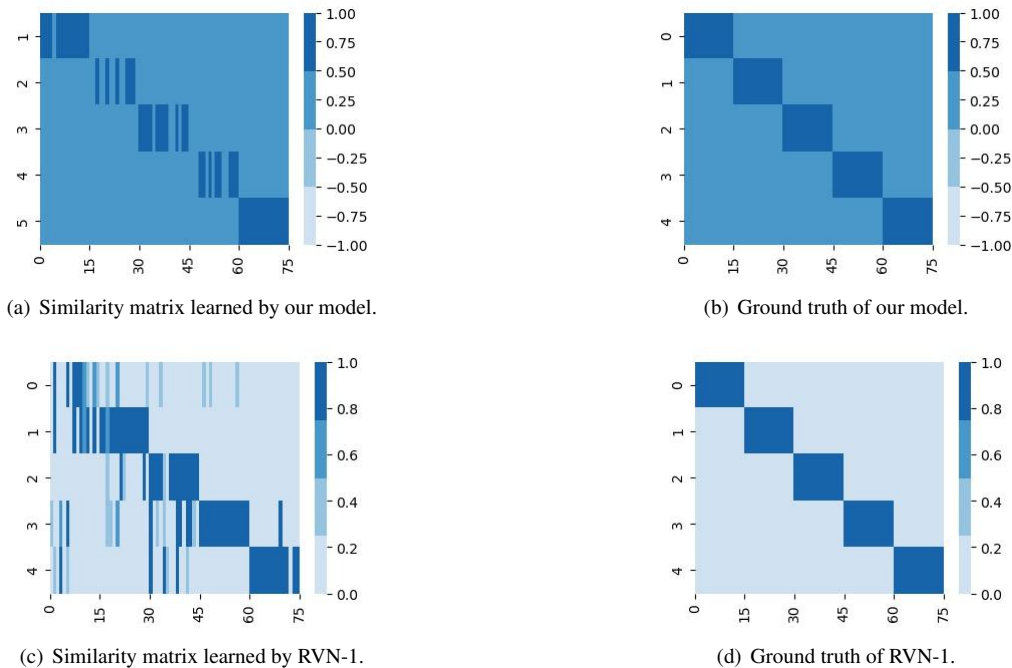 1 2 3 4 5
0 15 30 45 60 75
1.00
0.75
0.50
0.25
0.00
−0.25
−0.50
−0.75
−1.00
(a) Similarity matrix learned by our model.
0 1 2 3 4
0 15 30 45 60 75
1.00
0.75
0.50
0.25
0.00
−0.25
−0.50
−0.75
−1.00
(b) Ground truth of our model.
0 1 2 3 4
0 15 30 45 60 75
1.0
0.8
0.6
0.4
0.2
0.0
(c) Similarity matrix learned by RVN-1.
0 1 2 3 4
0 15 30 45 60 75
1.0
0.8
0.6
0.4
0.2
0.0
(d) Ground truth of RVN-1.